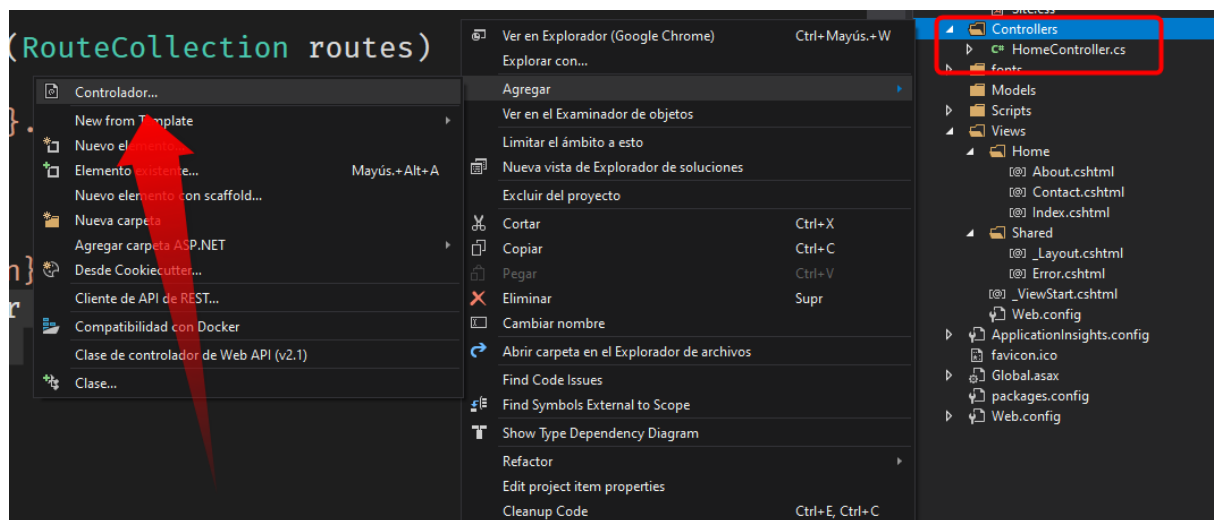 (RouteCollection routes)
}.
n}
r
Controlador...
New from Template
Nuevo elemento...
Elemento existente... Mayús.+Alt+A
Nuevo elemento con scaffold...
Nueva carpeta
Agregar carpeta ASP.NET
Desde Cookiecutter...
Cliente de API de REST...
Compatibilidad con Docker
Clase de controlador de Web API (v2.1)
Clase...
Ver en Explorador (Google Chrome) Ctrl+Mayús.+W
Explorar con...
Agregar
Ver en el Examinador de objetos
Limitar el ámbito a esto
Nueva vista de Explorador de soluciones
Excluir del proyecto
Cortar Ctrl+X
Copiar Ctrl+C
Pegar Ctrl+V
Eliminar Supr
Cambiar nombre
Abrir carpeta en el Explorador de archivos
Find Code Issues
Find Symbols External to Scope
Show Type Dependency Diagram
Refactor
Edit project item properties
Cleanup Code Ctrl+E, Ctrl+C
Site.css
Controllers
C# HomeController.cs
fonts
Models
Scripts
Views
Home
[@] About.cshtml
[@] Contact.cshtml
[@] Index.cshtml
Shared
[@] _Layout.cshtml
[@] Error.cshtml
[@] _ViewStart.cshtml
Web.config
ApplicationInsights.config
favicon.ico
Global.asax
packages.config
Web.config